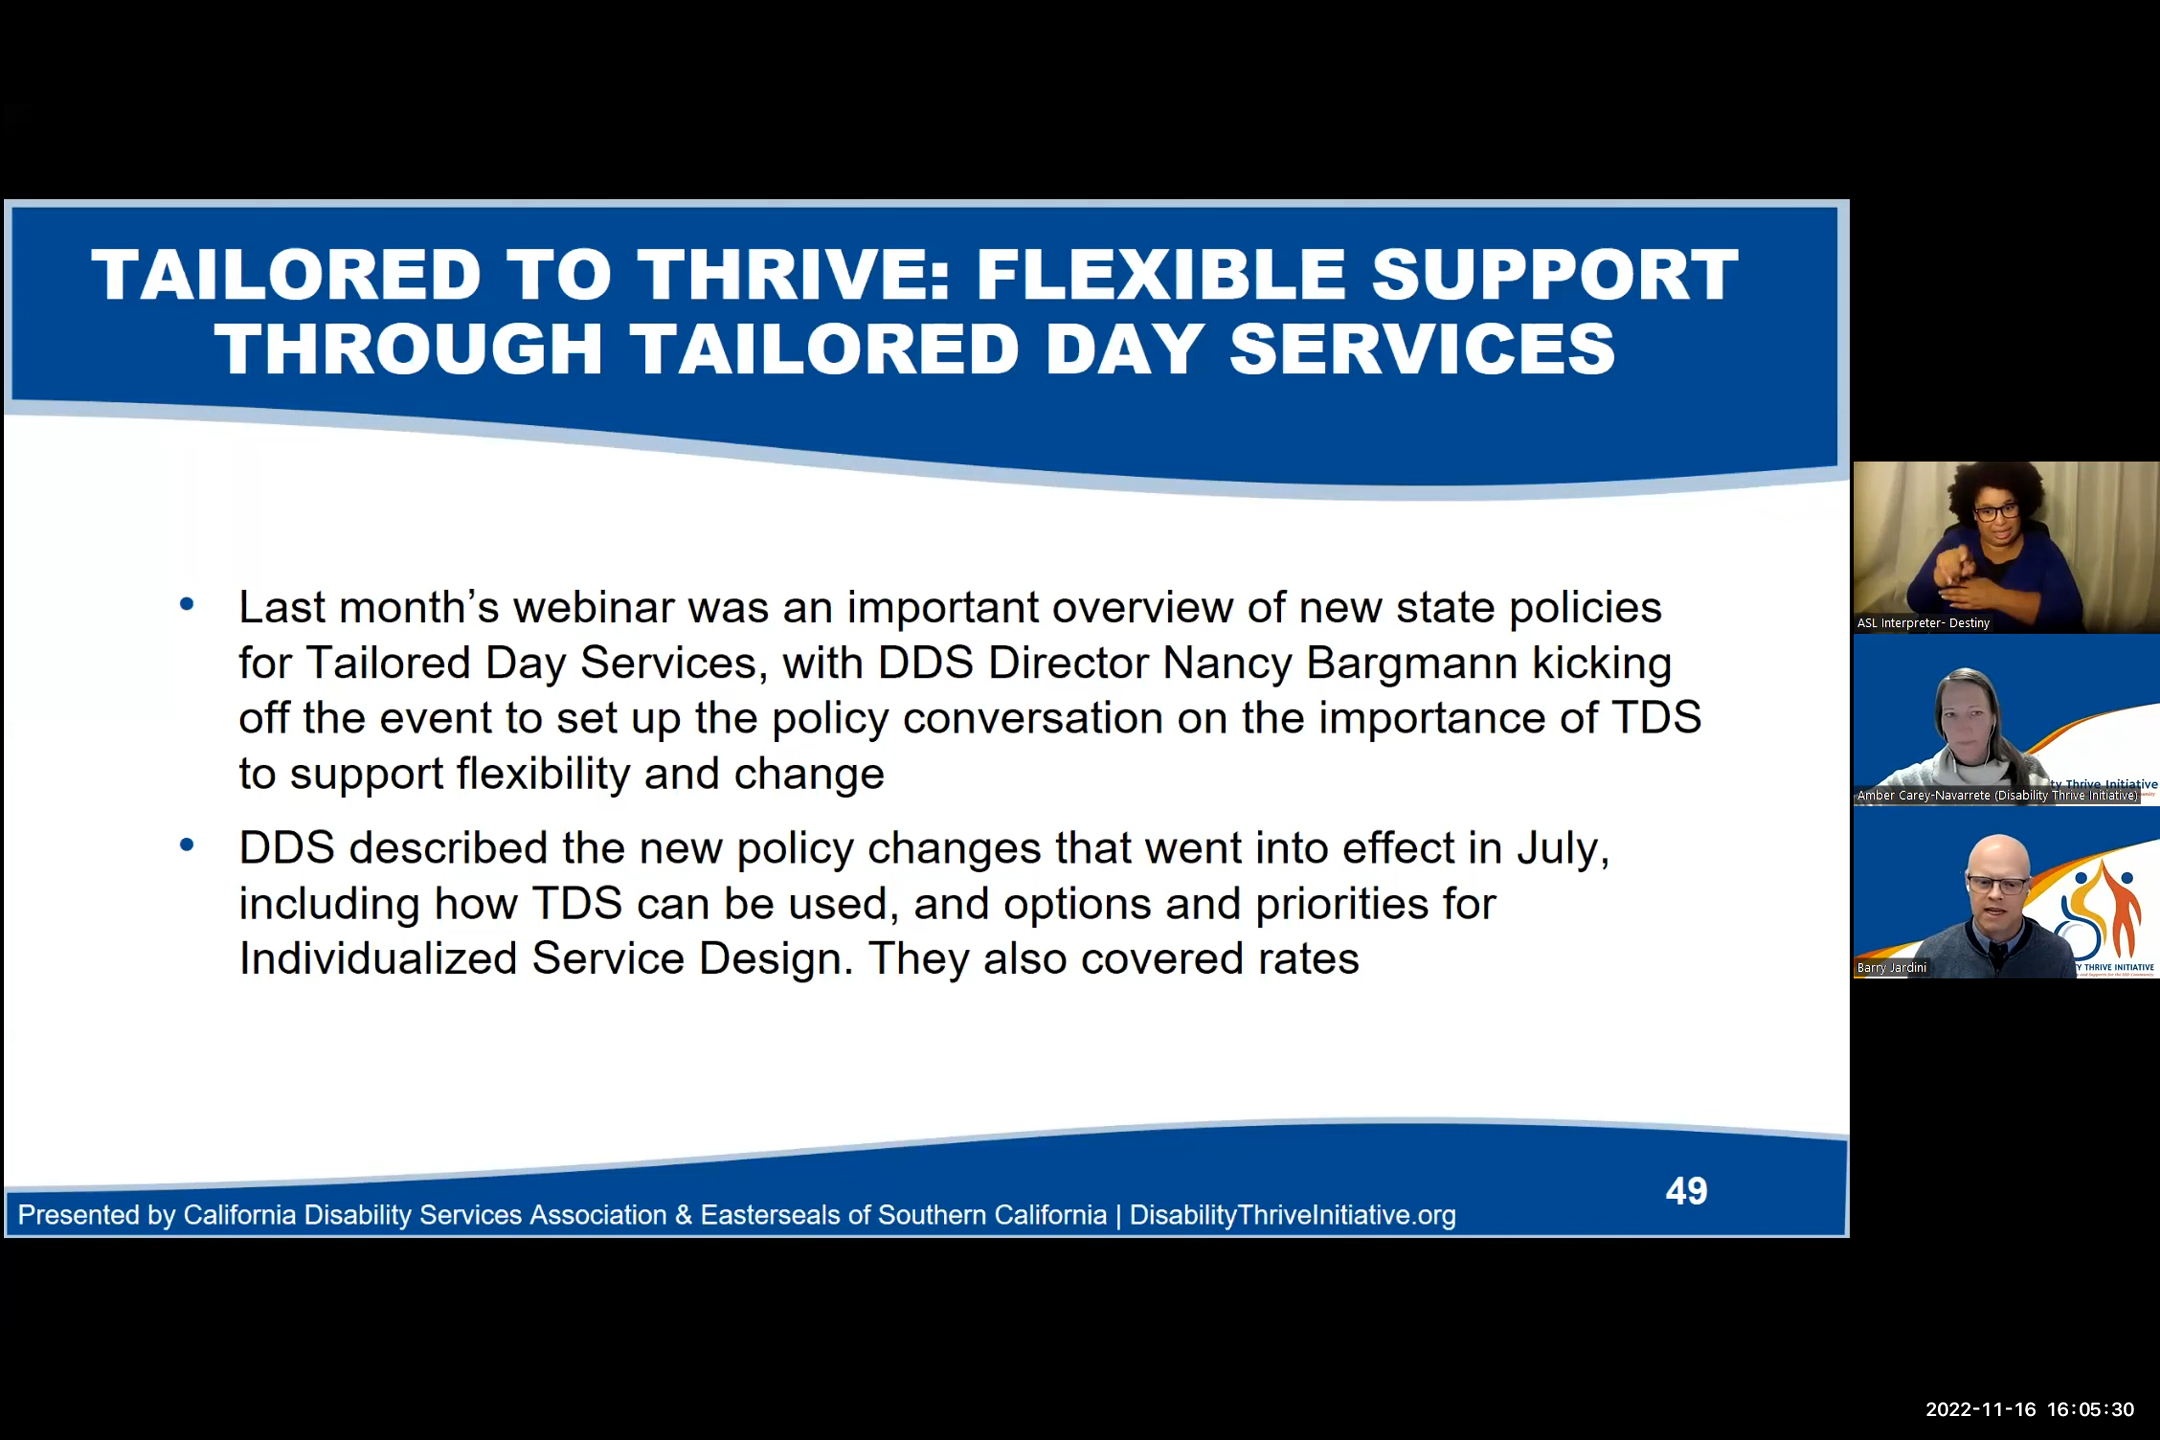 TAILORED TO THRIVE: FLEXIBLE SUPPORT
THROUGH TAILORED DAY SERVICES
• Last month’s webinar was an important overview of new state policies
for Tailored Day Services, with DDS Director Nancy Bargmann kicking
off the event to set up the policy conversation on the importance of TDS
to support flexibility and change
• DDS described the new policy changes that went into effect in July,
including how TDS can be used, and options and priorities for
Individualized Service Design. They also covered rates
49
Presented by California Disability Services Association & Easterseals of Southern California | DisabilityThriveInitiative.org
ASL Interpreter- Destiny
ty Thrive Initiative
Amber Carey-Navarrete (Disability Thrive Initiative)
Y THRIVE INITIATIVE
Barry Jardini
2022-11-16 16:05:30